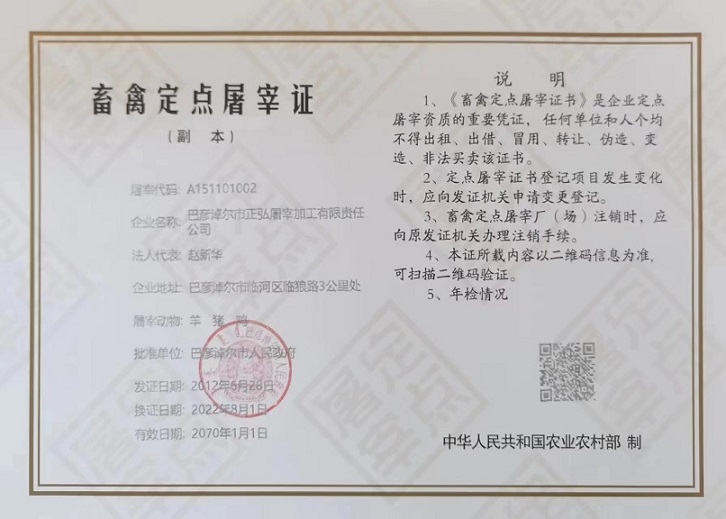 畜禽定点屠宰证
(副 本)
屠宰代码: A151101002
企业名称: 巴彦淖尔市正弘屠宰加工有限责任
公司
法人代表: 赵新华
企业地址: 巴彦淖尔市临河区临狼路3公里处
屠宰动物: 羊 猪 鸡
批准单位: 巴彦淖尔市人民政府
发证日期: 2012年6月28日
换证日期: 2022年3月1日
有效日期: 2070年1月1日
说 明
1、《畜禽定点屠宰证书》是企业定点
屠宰资质的重要凭证，任何单位和人个均
不得出租、出借、冒用、转让、伪造、变
造、非法买卖该证书。
2、定点屠宰证书登记项目发生变化
时，应向发证机关申请变更登记。
3、畜禽定点屠宰厂（场）注销时，应
向原发证机关办理注销手续。
4、本证所载内容以二维码信息为准，
可扫描二维码验证。
5、年检情况
中华人民共和国农业农村部 制